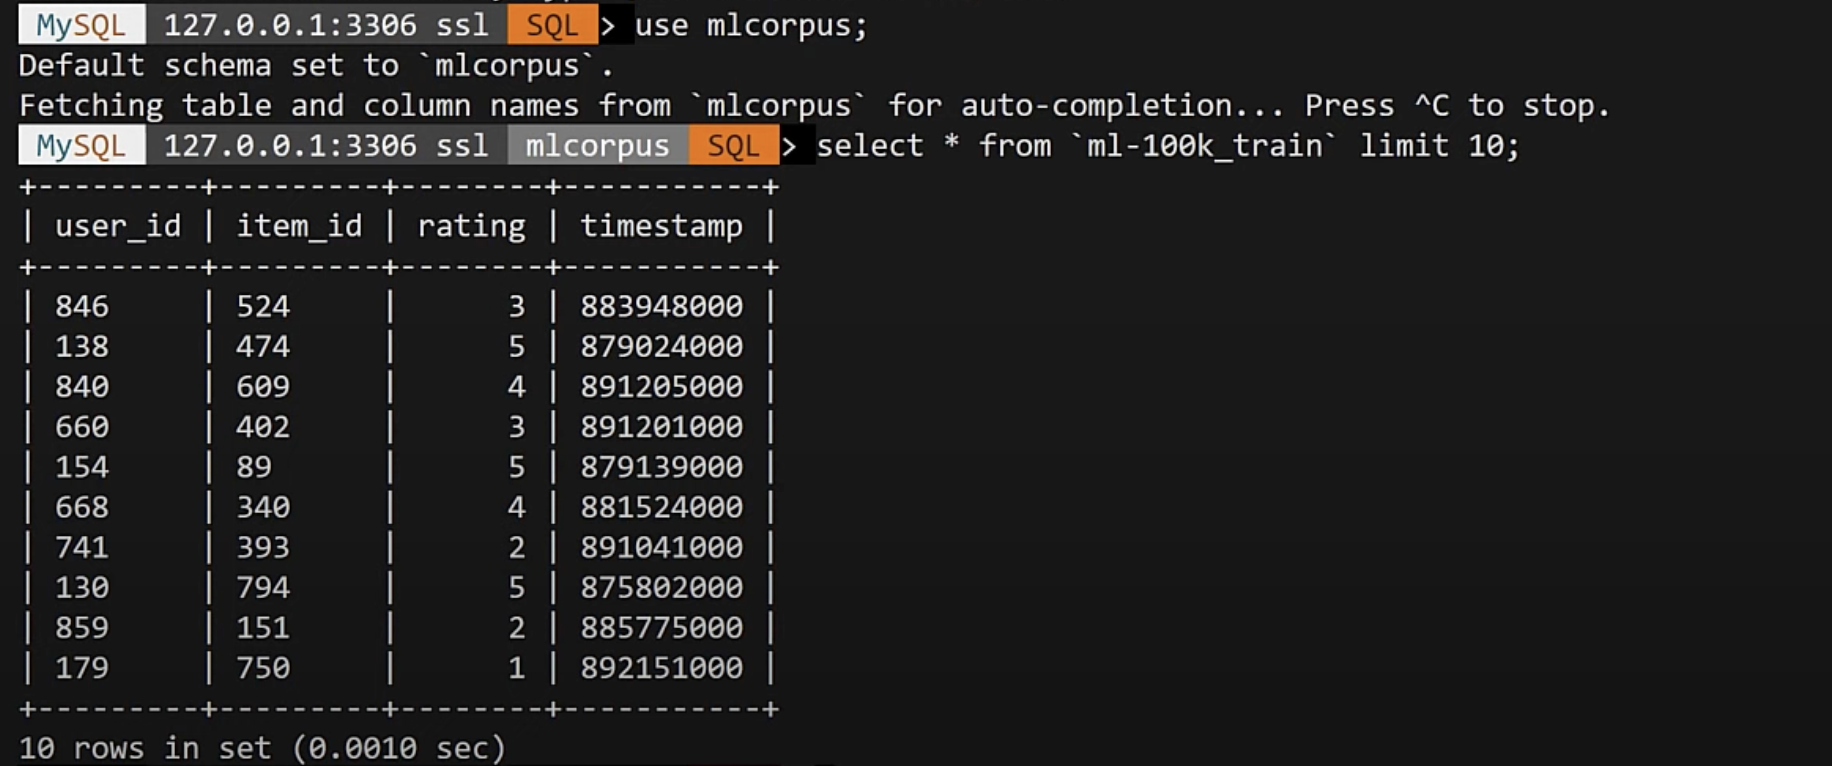 MySQL 127.0.0.1:3306 ssl SQL > use mlcorpus;
Default schema set to `mlcorpus`.
Fetching table and column names from `mlcorpus` for auto-completion... Press ^C to stop.
MySQL 127.0.0.1:3306 ssl mlcorpus SQL > select * from `ml-100k_train` limit 10;
+---------+---------+--------+-----------+
| user_id | item_id | rating | timestamp |
+---------+---------+--------+-----------+
| 846     | 524     |      3 | 883948000 |
| 138     | 474     |      5 | 879024000 |
| 840     | 609     |      4 | 891205000 |
| 660     | 402     |      3 | 891201000 |
| 154     | 89      |      5 | 879139000 |
| 668     | 340     |      4 | 881524000 |
| 741     | 393     |      2 | 891041000 |
| 130     | 794     |      5 | 875802000 |
| 859     | 151     |      2 | 885775000 |
| 179     | 750     |      1 | 892151000 |
+---------+---------+--------+-----------+
10 rows in set (0.0010 sec)